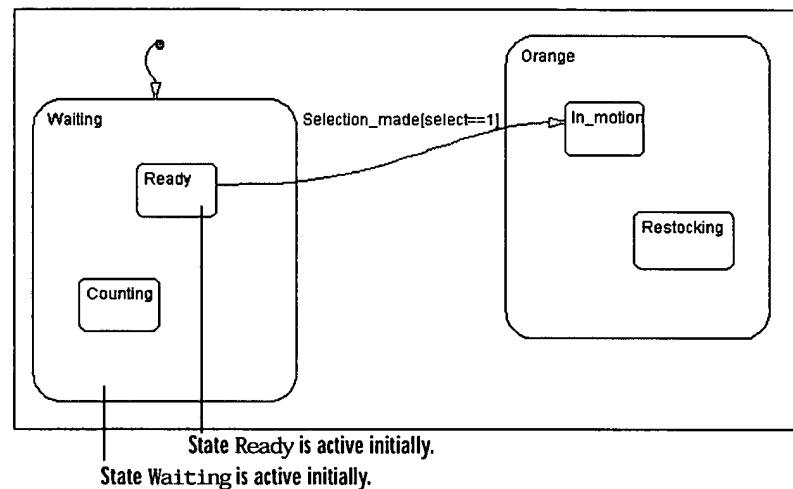 Orange
Waiting
Selection_made[select==1]
In_motion
Ready
Restocking
Counting
State Ready is active initially.
State Waiting is active initially.